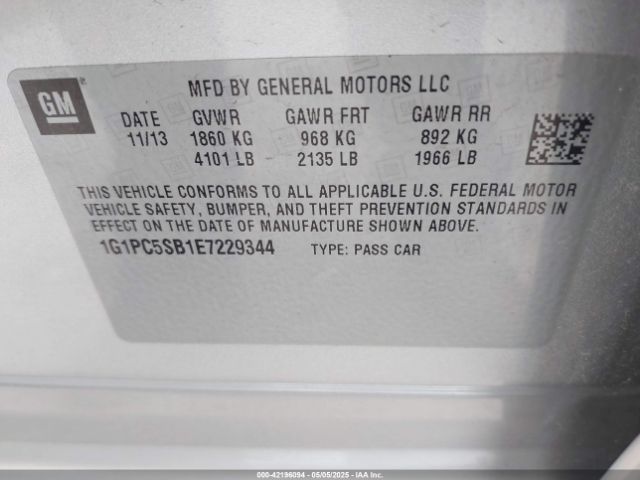 GM
MFD BY GENERAL MOTORS LLC
DATE GVWR GAWR FRT GAWR RR
11/13 1860 KG 968 KG 892 KG
4101 LB 2135 LB 1966 LB
THIS VEHICLE CONFORMS TO ALL APPLICABLE U.S. FEDERAL MOTOR
VEHICLE SAFETY, BUMPER, AND THEFT PREVENTION STANDARDS IN
EFFECT ON THE DATE OF MANUFACTURE SHOWN ABOVE.
1G1PC5SB1E7229344 TYPE: PASS CAR
000-42196094 - 05/05/2025 - IAA Inc.